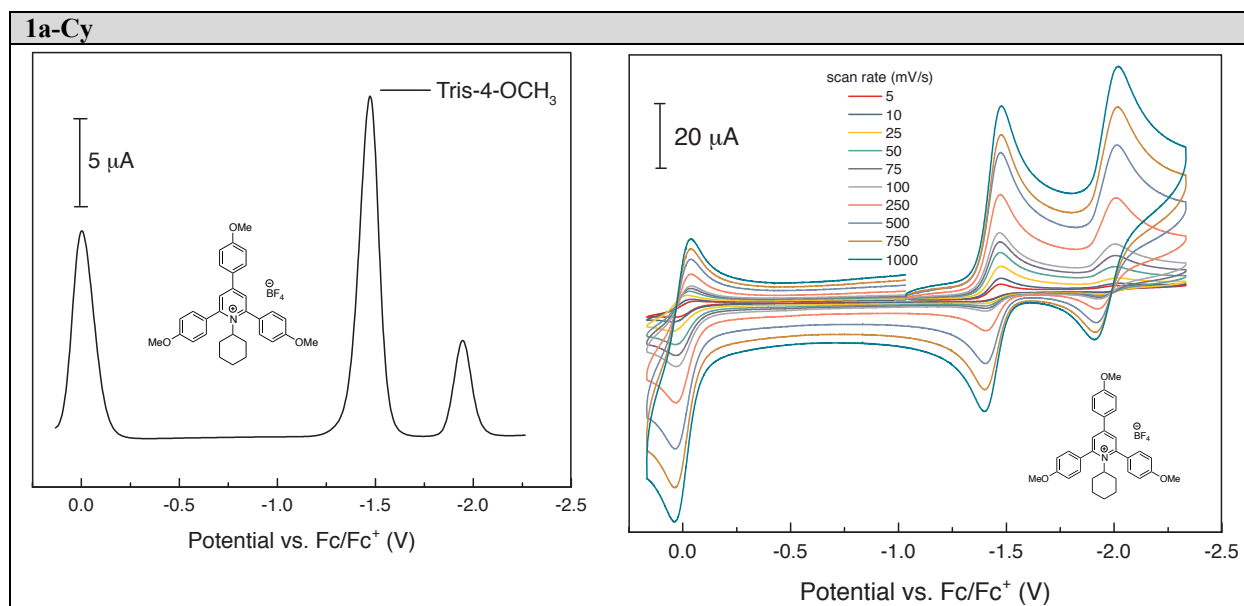 1a-Cy
Tris-4-OCH₃
5 μA
OMe
⊖
BF₄
N
+
MeO
OMe
0.0
-0.5
-1.0
-1.5
-2.0
-2.5
Potential vs. Fc/Fc⁺ (V)
scan rate (mV/s)
5
10
25
50
75
100
250
500
750
1000
20 μA
OMe
⊖
BF₄
N
+
MeO
OMe
0.0
-0.5
-1.0
-1.5
-2.0
-2.5
Potential vs. Fc/Fc⁺ (V)